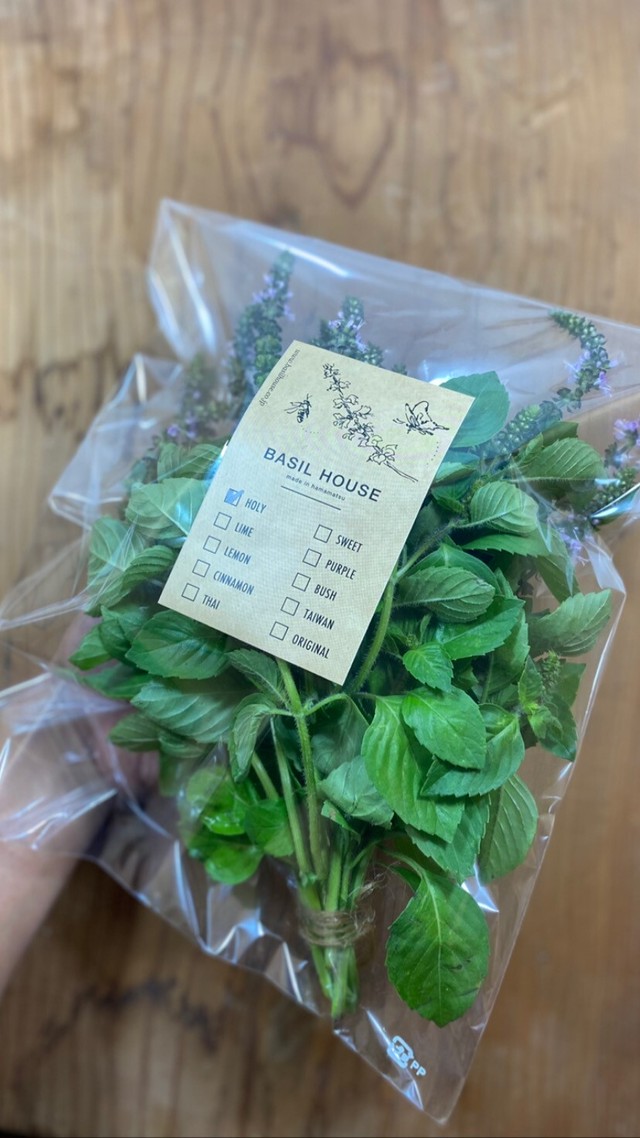 BASIL HOUSE
made in hamamatsu
HOLY
LIME
LEMON
CINNAMON
THAI
SWEET
PURPLE
BUSH
TAIWAN
ORIGINAL
PP